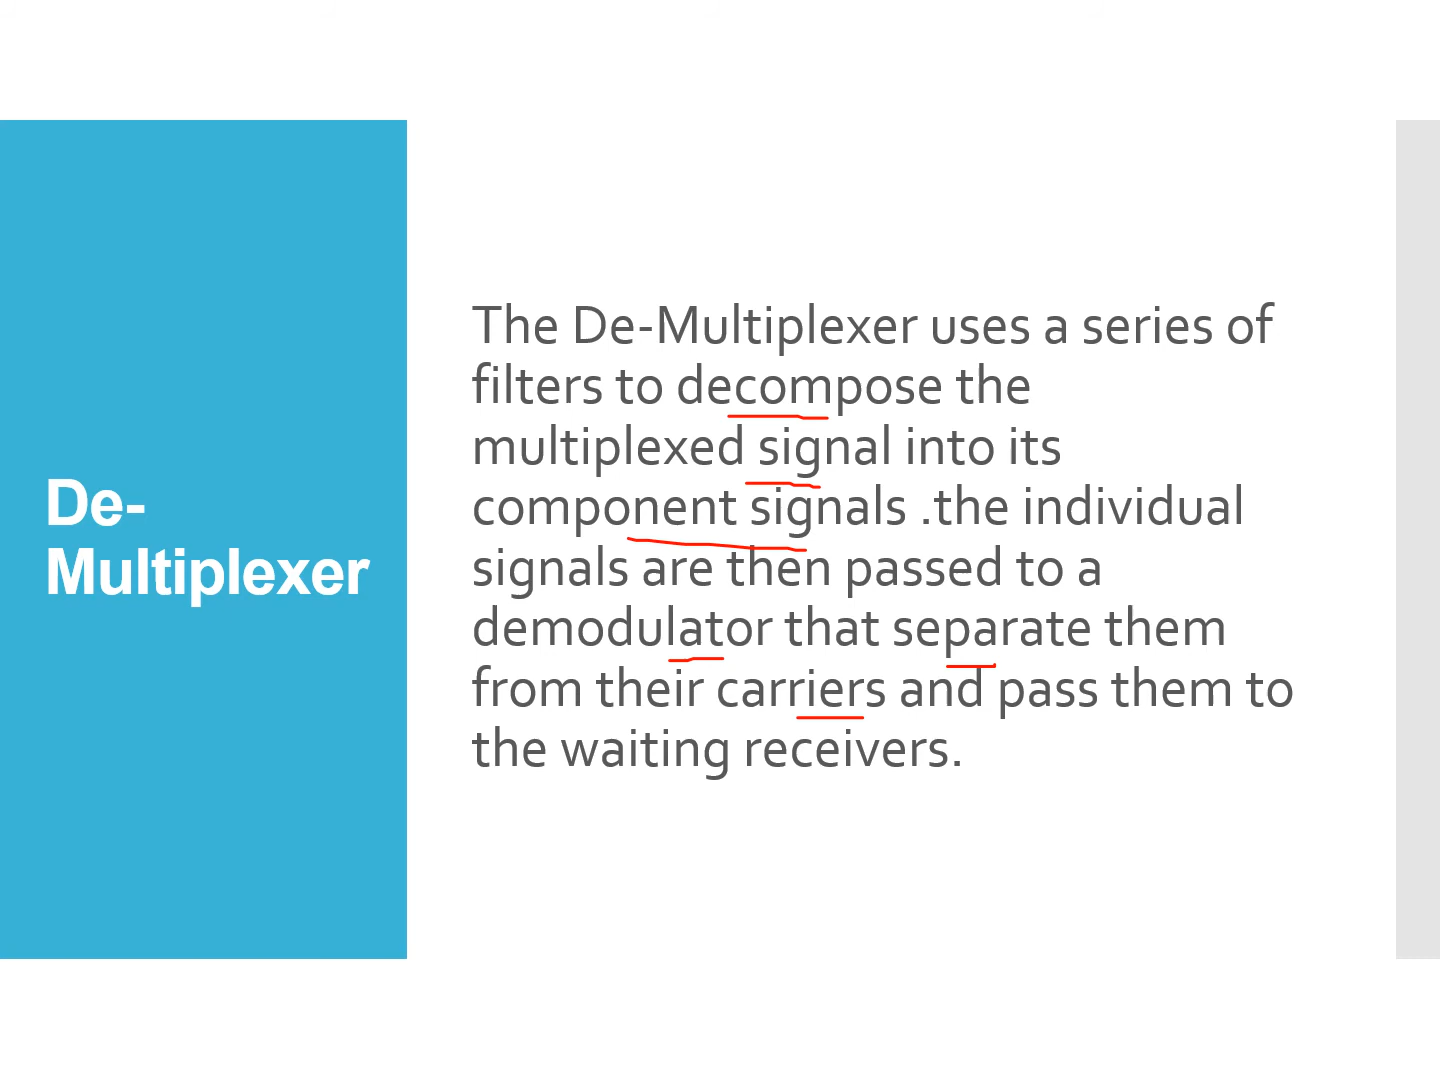 De-
Multiplexer
The De-Multiplexer uses a series of
filters to decompose the
multiplexed signal into its
component signals .the individual
signals are then passed to a
demodulator that separate them
from their carriers and pass them to
the waiting receivers.